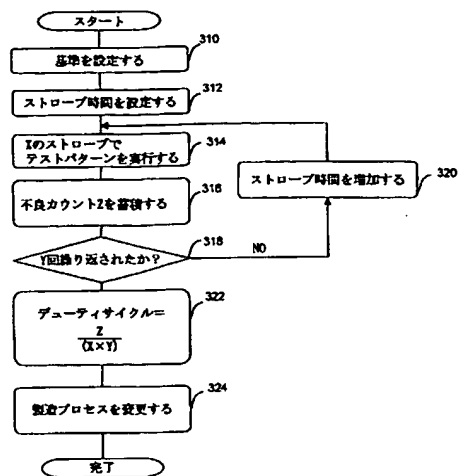 スタート
310
基準を設定する
312
ストローブ時間を設定する
314
Xのストローブで
テストパターンを実行する
316
不良カウントZを蓄積する
318
Y回繰り返されたか?
NO
320
ストローブ時間を増加する
322
デューティサイクル=
Z
(X×Y)
324
製造プロセスを変更する
完了